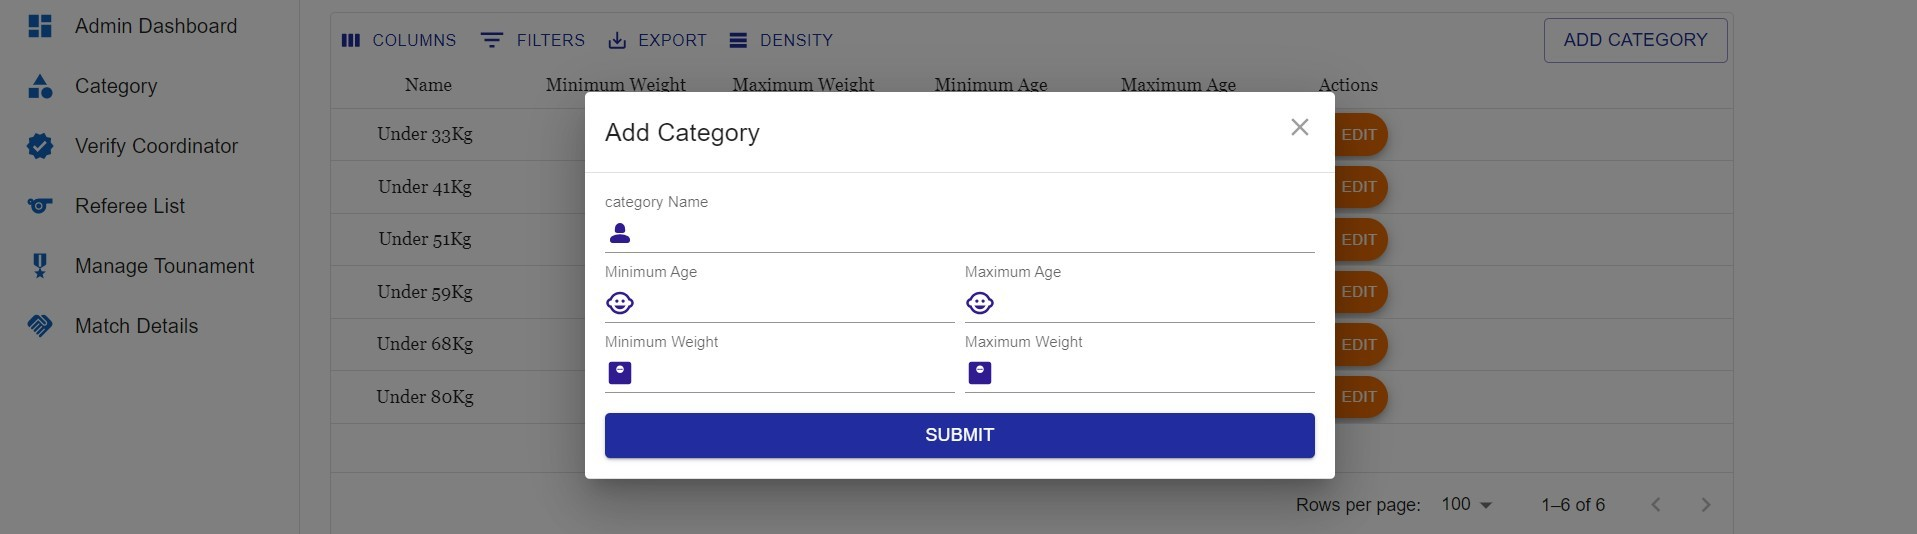 Admin Dashboard
Category
Verify Coordinator
Referee List
Manage Tounament
Match Details
COLUMNS FILTERS EXPORT DENSITY ADD CATEGORY
Name Minimum Weight Maximum Weight Minimum Age Maximum Age Actions
Under 33Kg EDIT
Under 41Kg EDIT
Under 51Kg EDIT
Under 59Kg EDIT
Under 68Kg EDIT
Under 80Kg EDIT
Add Category
category Name
Minimum Age Maximum Age
Minimum Weight Maximum Weight
SUBMIT
Rows per page: 100 1–6 of 6